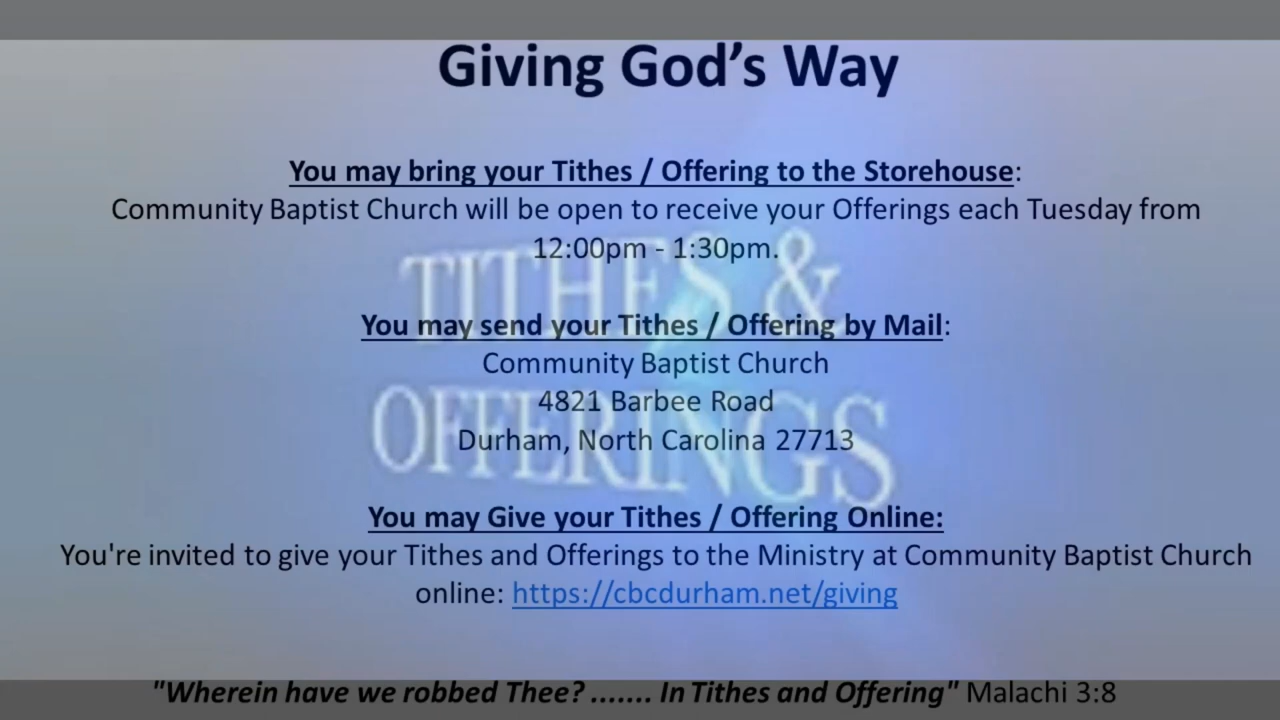 Giving God's Way
You may bring your Tithes / Offering to the Storehouse:
Community Baptist Church will be open to receive your Offerings each Tuesday from
12:00pm - 1:30pm.
TITHES &
You may send your Tithes / Offering by Mail:
Community Baptist Church
4821 Barbee Road
OFFERINGS
Durham, North Carolina 27713
You may Give your Tithes / Offering Online:
You're invited to give your Tithes and Offerings to the Ministry at Community Baptist Church
online: https://cbcdurham.net/giving
"Wherein have we robbed Thee? ....... In Tithes and Offering" Malachi 3:8